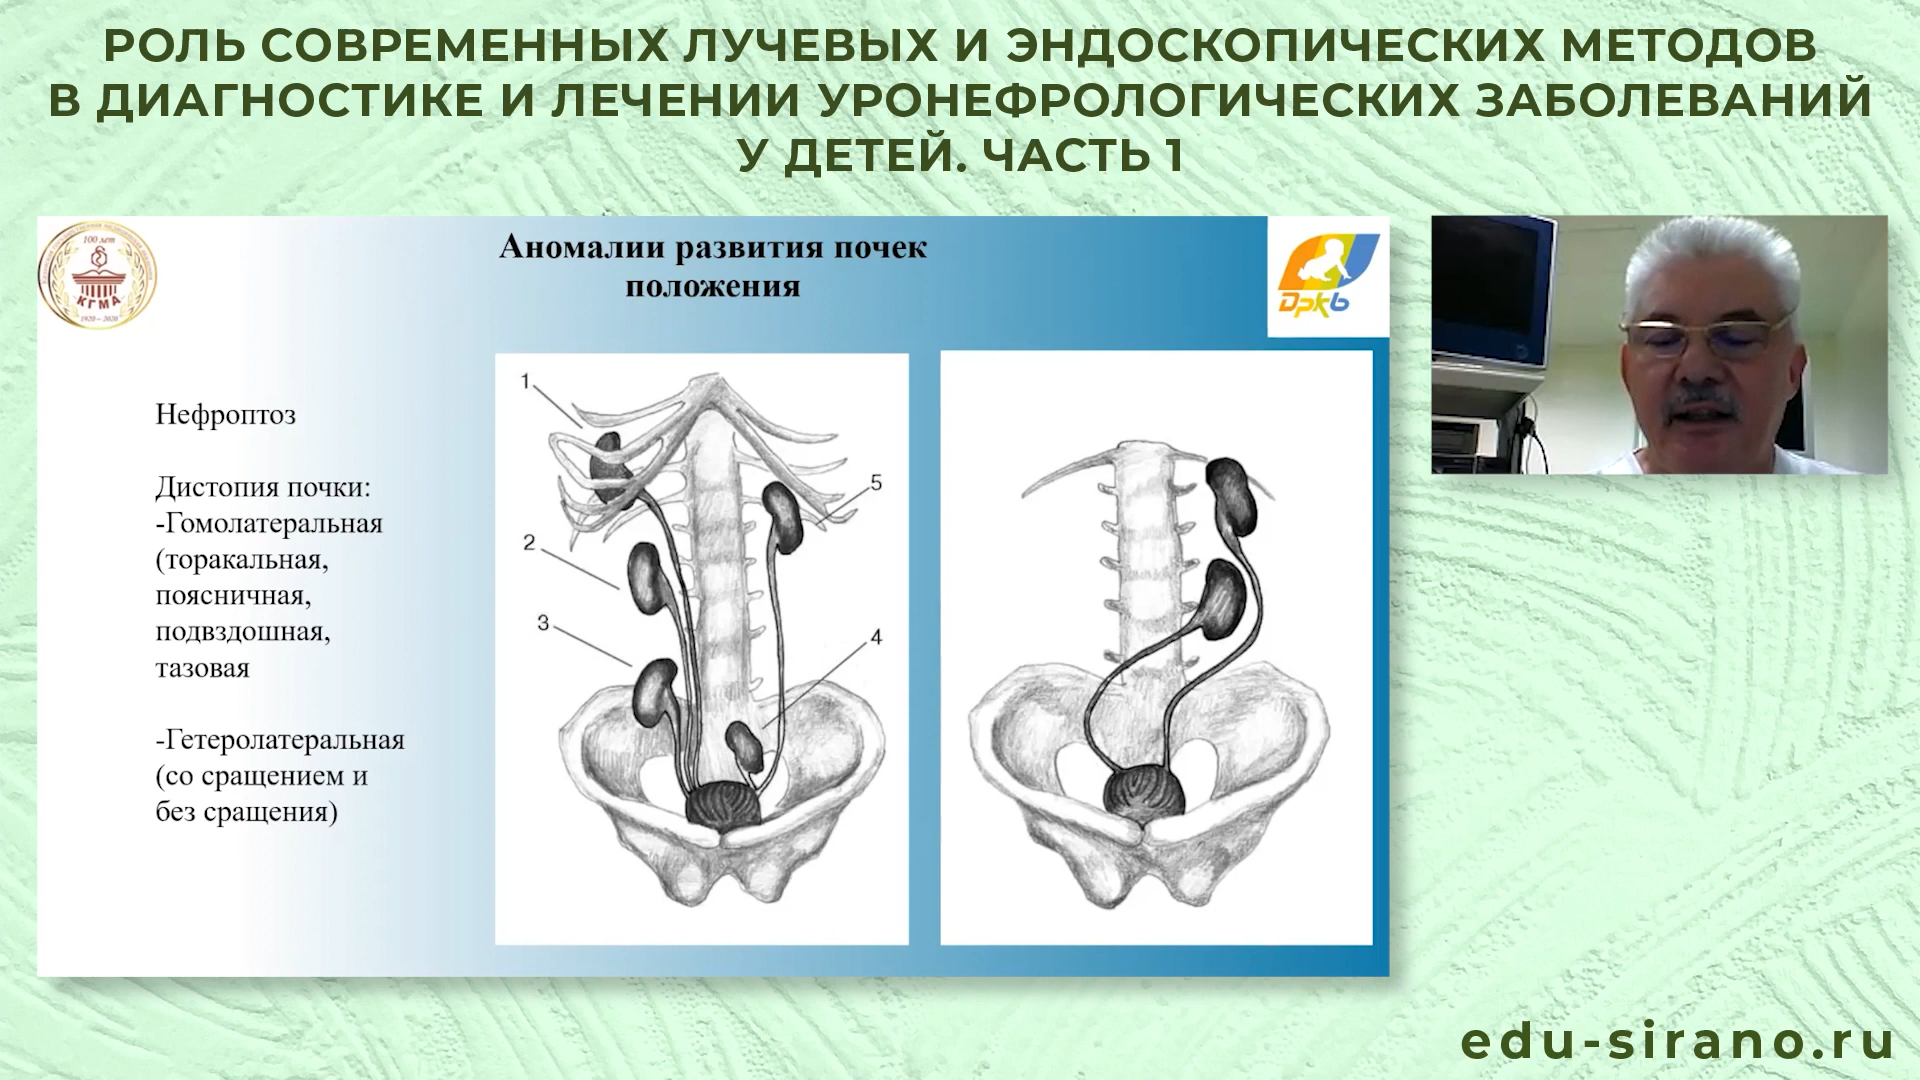 РОЛЬ СОВРЕМЕННЫХ ЛУЧЕВЫХ И ЭНДОСКОПИЧЕСКИХ МЕТОДОВ
В ДИАГНОСТИКЕ И ЛЕЧЕНИИ УРОНЕФРОЛОГИЧЕСКИХ ЗАБОЛЕВАНИЙ
У ДЕТЕЙ. ЧАСТЬ 1
100 лет
КГМА
1920 – 2020
Аномалии развития почек
положения
Дркб
Нефроптоз
Дистопия почки:
-Гомолатеральная
(торакальная,
поясничная,
подвздошная,
тазовая
-Гетеролатеральная
(со сращением и
без сращения)
1
2
3
5
4
edu-sirano.ru